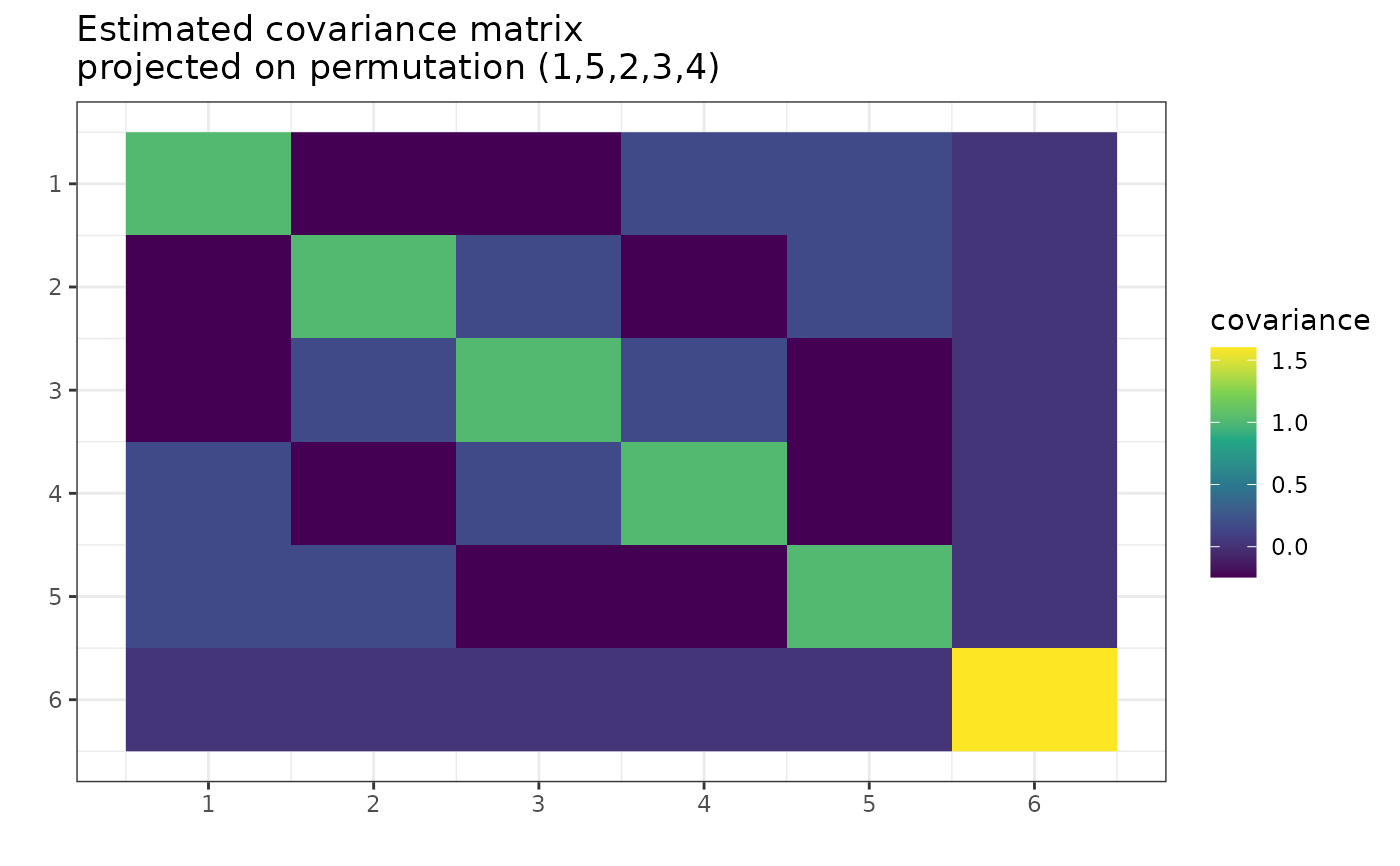 Estimated covariance matrix
projected on permutation (1,5,2,3,4)
1
2
3
4
5
6
1 2 3 4 5 6
covariance
1.5
1.0
0.5
0.0